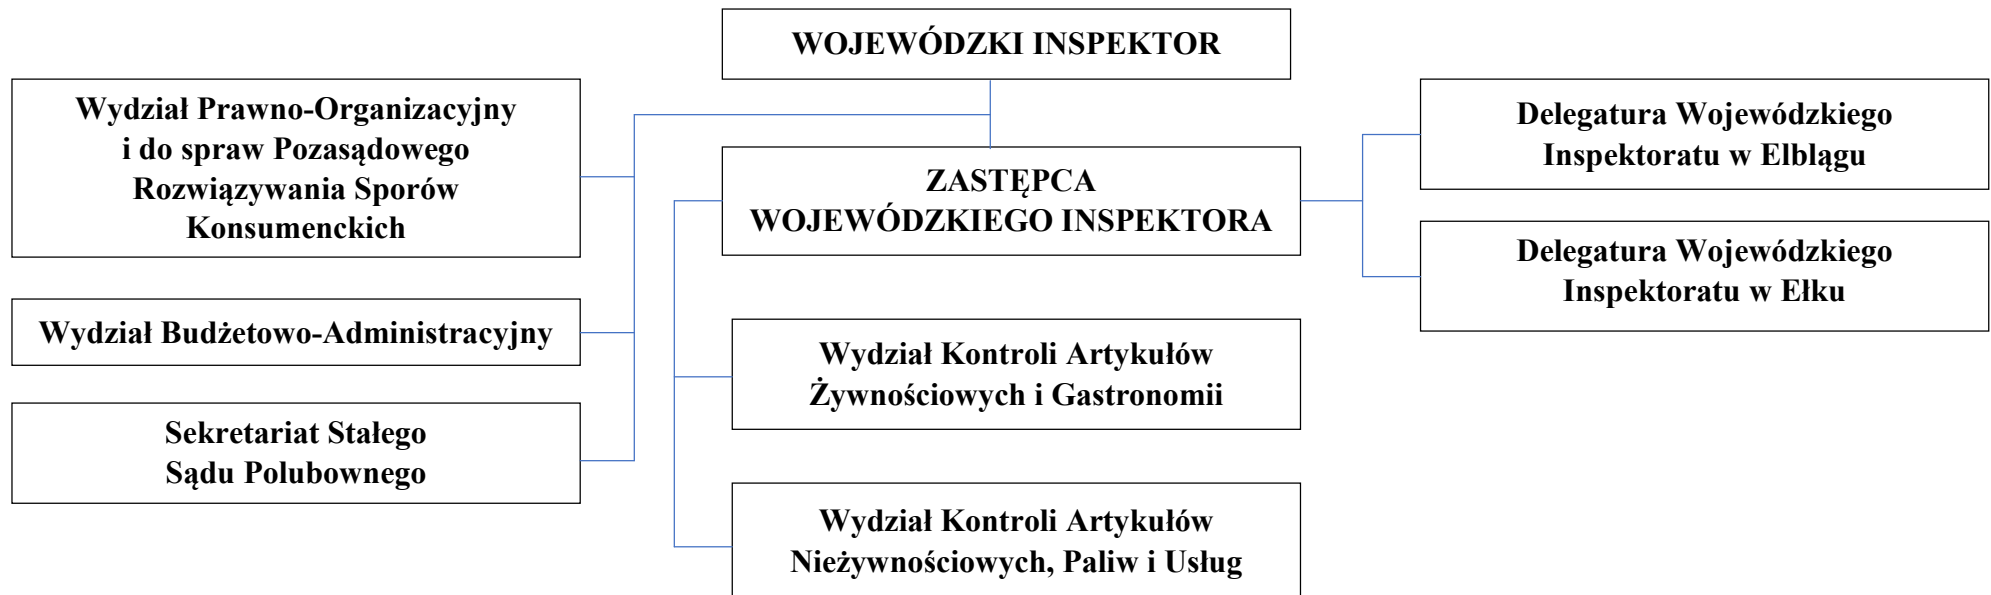 WOJEWÓDZKI INSPEKTOR
Wydział Prawno-Organizacyjny
i do spraw Pozasądowego
Rozwiązywania Sporów
Konsumenckich
Wydział Budżetowo-Administracyjny
Sekretariat Stałego
Sądu Polubownego
ZASTĘPCA
WOJEWÓDZKIEGO INSPEKTORA
Wydział Kontroli Artykułów
Żywnościowych i Gastronomii
Wydział Kontroli Artykułów
Nieżywnościowych, Paliw i Usług
Delegatura Wojewódzkiego
Inspektoratu w Elblągu
Delegatura Wojewódzkiego
Inspektoratu w Ełku